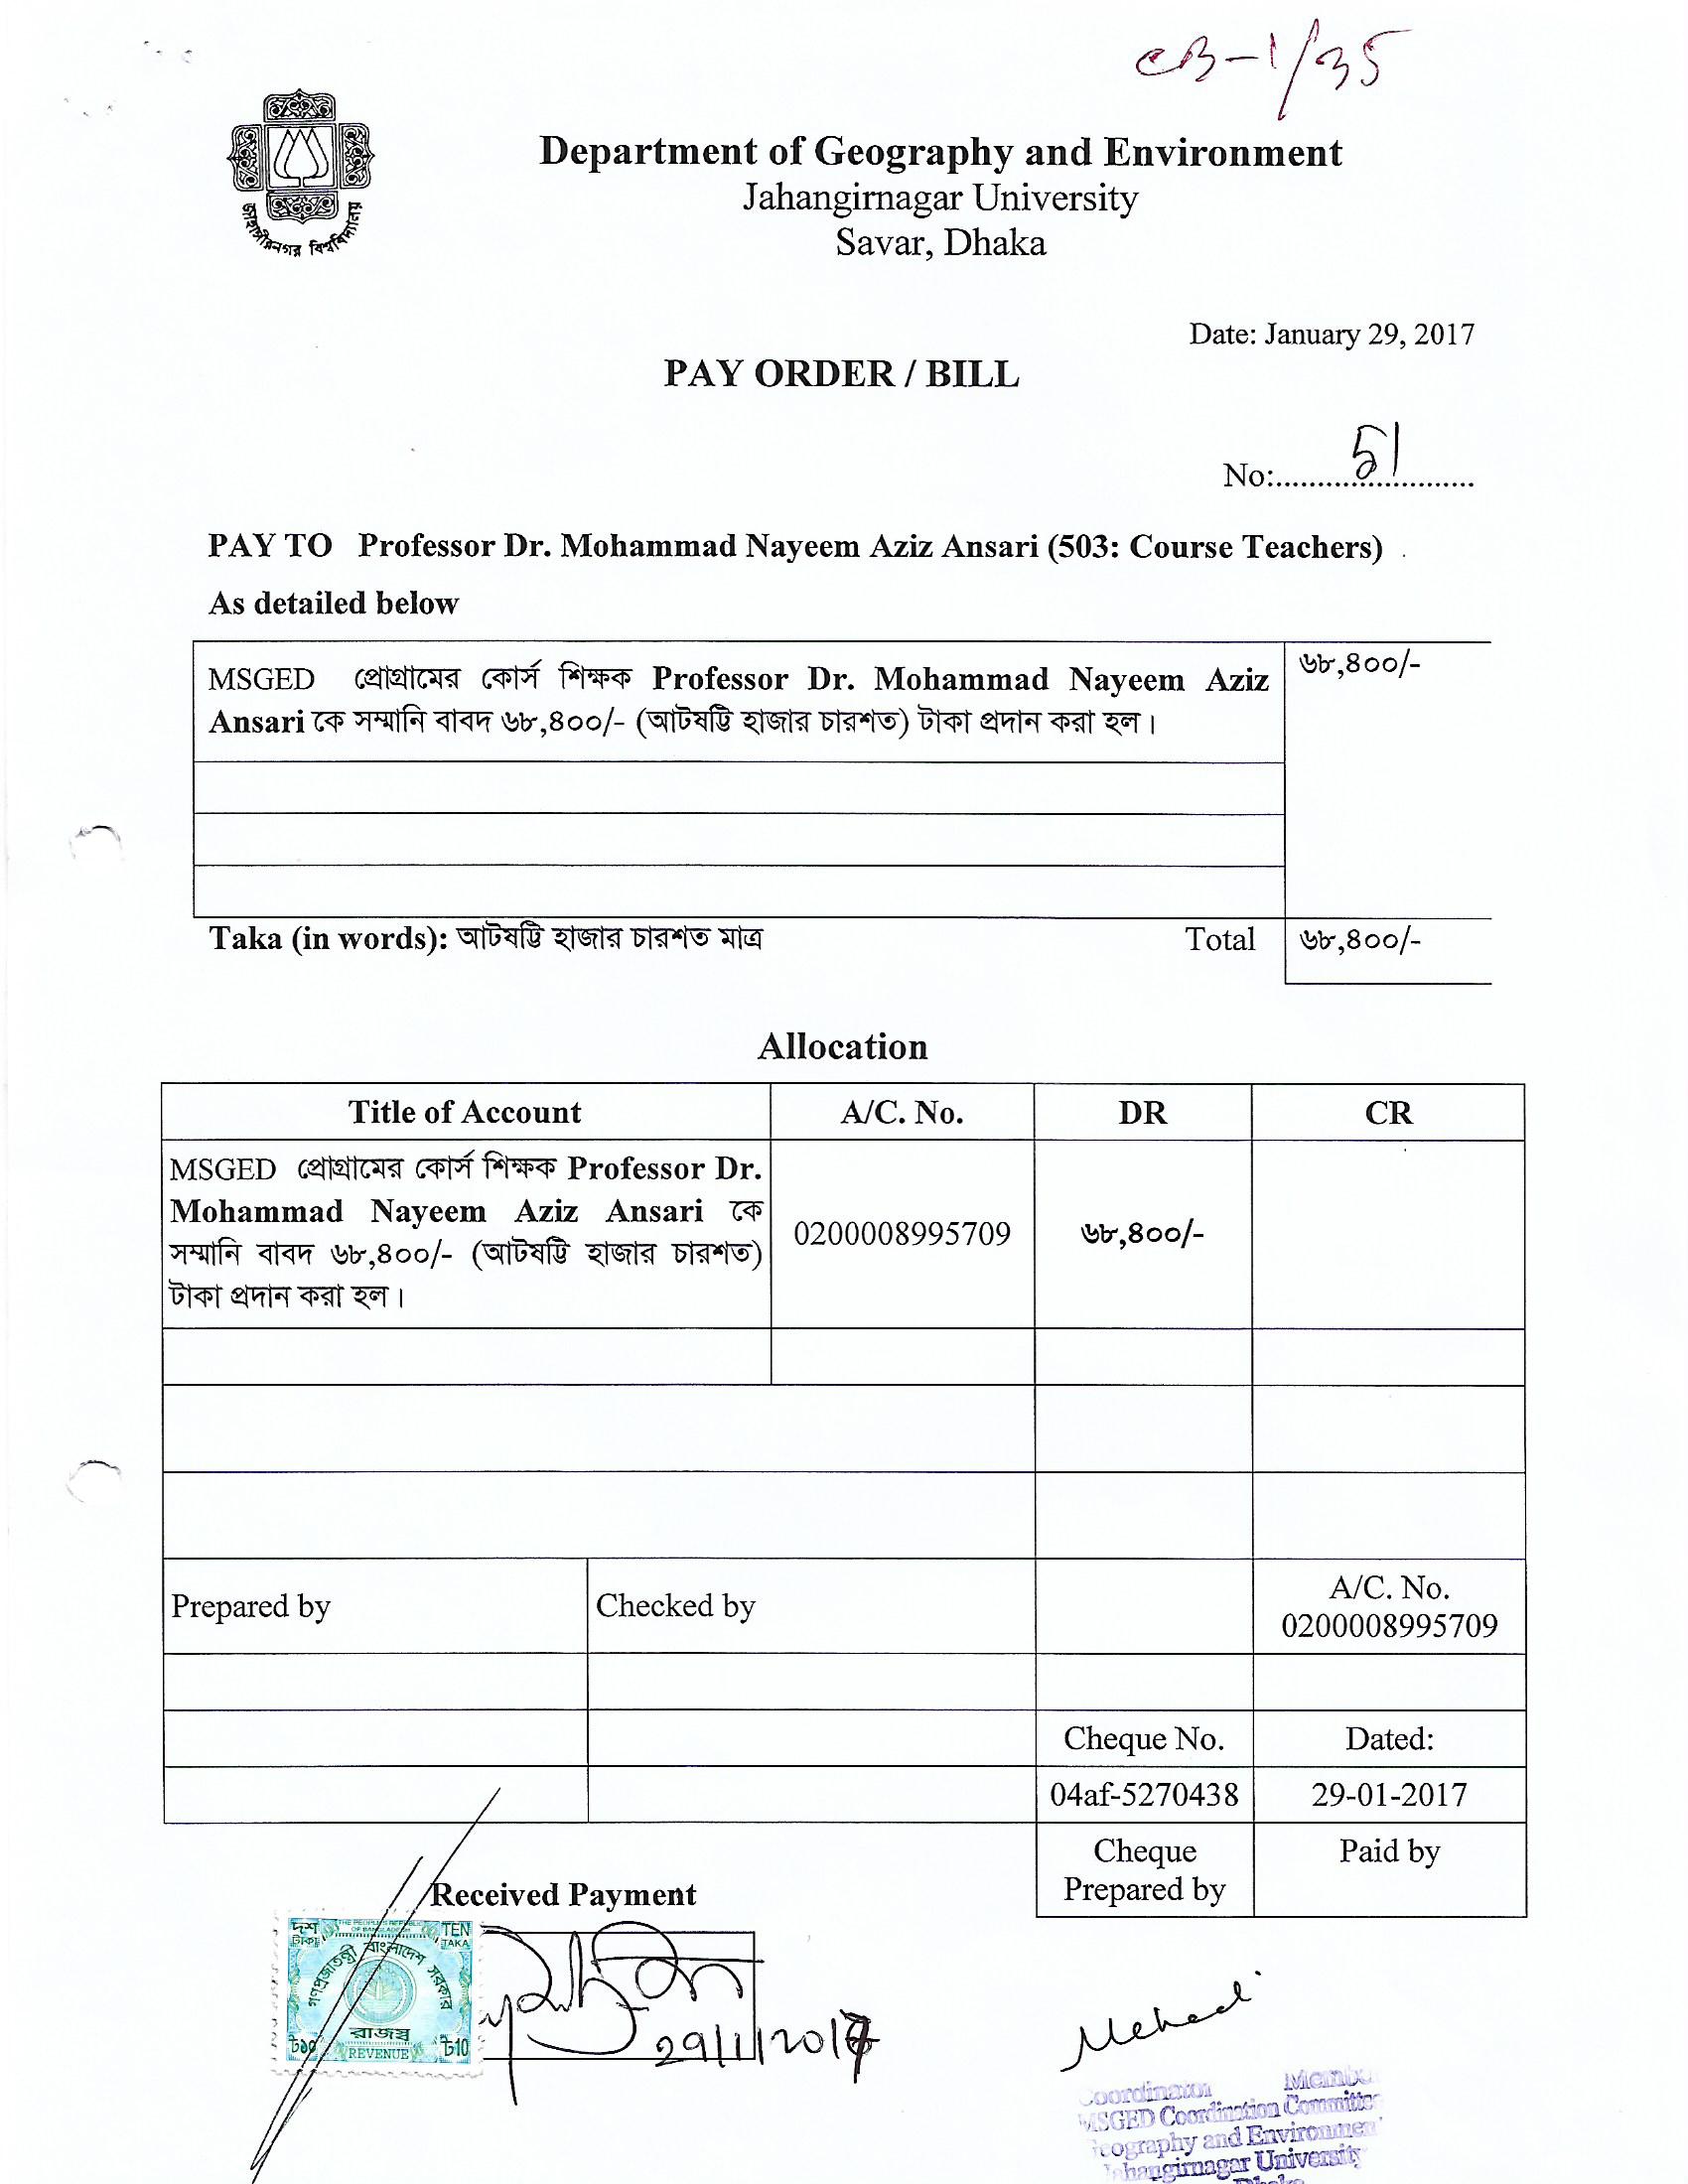 CB-1/35
জাহাঙ্গীরনগর বিশ্ববিদ্যালয়
Department of Geography and Environment
Jahangirnagar University
Savar, Dhaka
Date: January 29, 2017
PAY ORDER / BILL
No:..........51..........
PAY TO Professor Dr. Mohammad Nayeem Aziz Ansari (503: Course Teachers)
As detailed below
MSGED প্রোগ্রামের কোর্স শিক্ষক Professor Dr. Mohammad Nayeem Aziz ৬৮,৪০০/-
Ansari কে সম্মানি বাবদ ৬৮,৪০০/- (আটষট্টি হাজার চারশত) টাকা প্রদান করা হল।
Taka (in words): আটষট্টি হাজার চারশত মাত্র Total ৬৮,৪০০/-
Allocation
Title of Account A/C. No. DR CR
MSGED প্রোগ্রামের কোর্স শিক্ষক Professor Dr.
Mohammad Nayeem Aziz Ansari কে
সম্মানি বাবদ ৬৮,৪০০/- (আটষট্টি হাজার চারশত)
টাকা প্রদান করা হল।
0200008995709 ৬৮,৪০০/-
Prepared by Checked by A/C. No.
0200008995709
Cheque No. Dated:
04af-5270438 29-01-2017
Cheque Paid by
Prepared by
Received Payment
দশ টাকা THE PEOPLE'S REPUBLIC OF BANGLADESH TEN TAKA
গণপ্রজাতন্ত্রী বাংলাদেশ সরকার
রাজস্ব
৳১০ REVENUE ৳10
29/1/2017
Mehedi
Coordinator Member
MSGED Coordination Committee
Geography and Environment
Jahangirnagar University
Dhaka